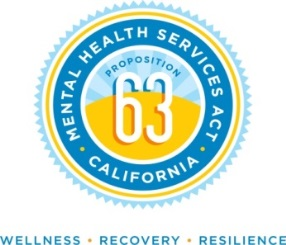 MENTAL HEALTH SERVICES ACT
PROPOSITION
63
• CALIFORNIA •
WELLNESS • RECOVERY • RESILIENCE